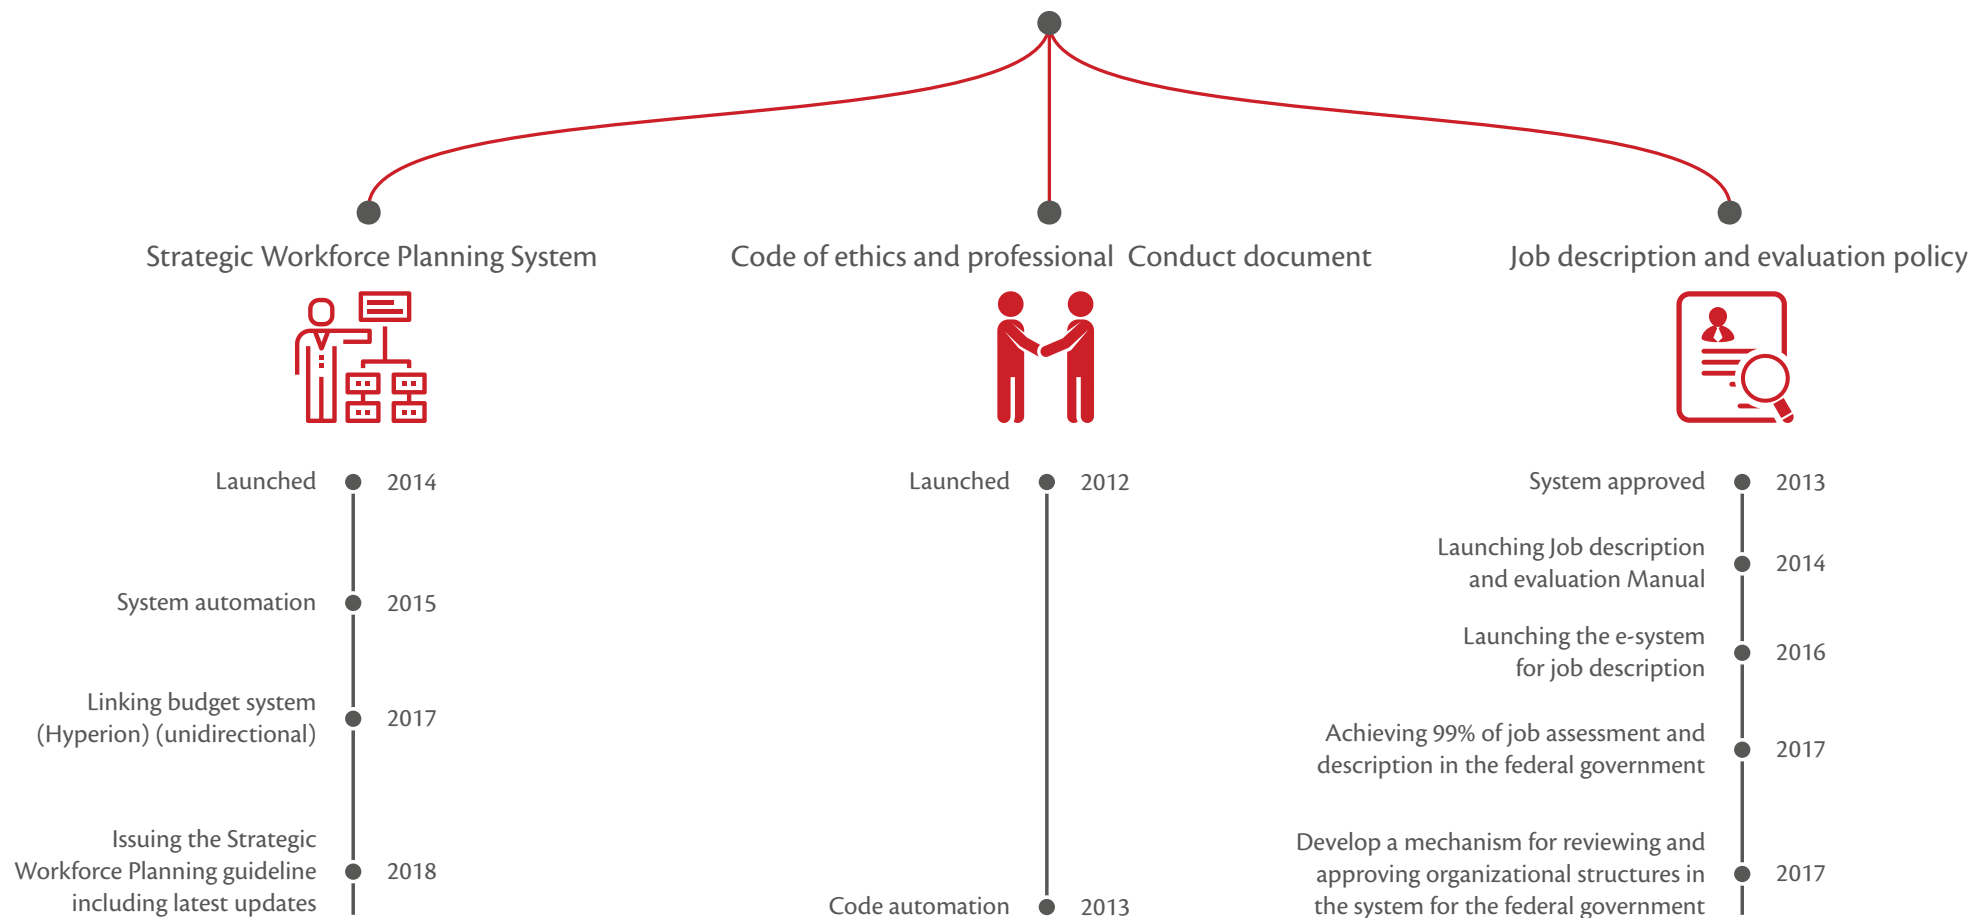 Strategic Workforce Planning System
Launched
2014
System automation
2015
Linking budget system
(Hyperion) (unidirectional)
2017
Issuing the Strategic
Workforce Planning guideline
including latest updates
2018
Code of ethics and professional Conduct document
Launched
2012
Code automation
2013
Job description and evaluation policy
System approved
2013
Launching Job description
and evaluation Manual
2014
Launching the e-system
for job description
2016
Achieving 99% of job assessment and
description in the federal government
2017
Develop a mechanism for reviewing and
approving organizational structures in
the system for the federal government
2017